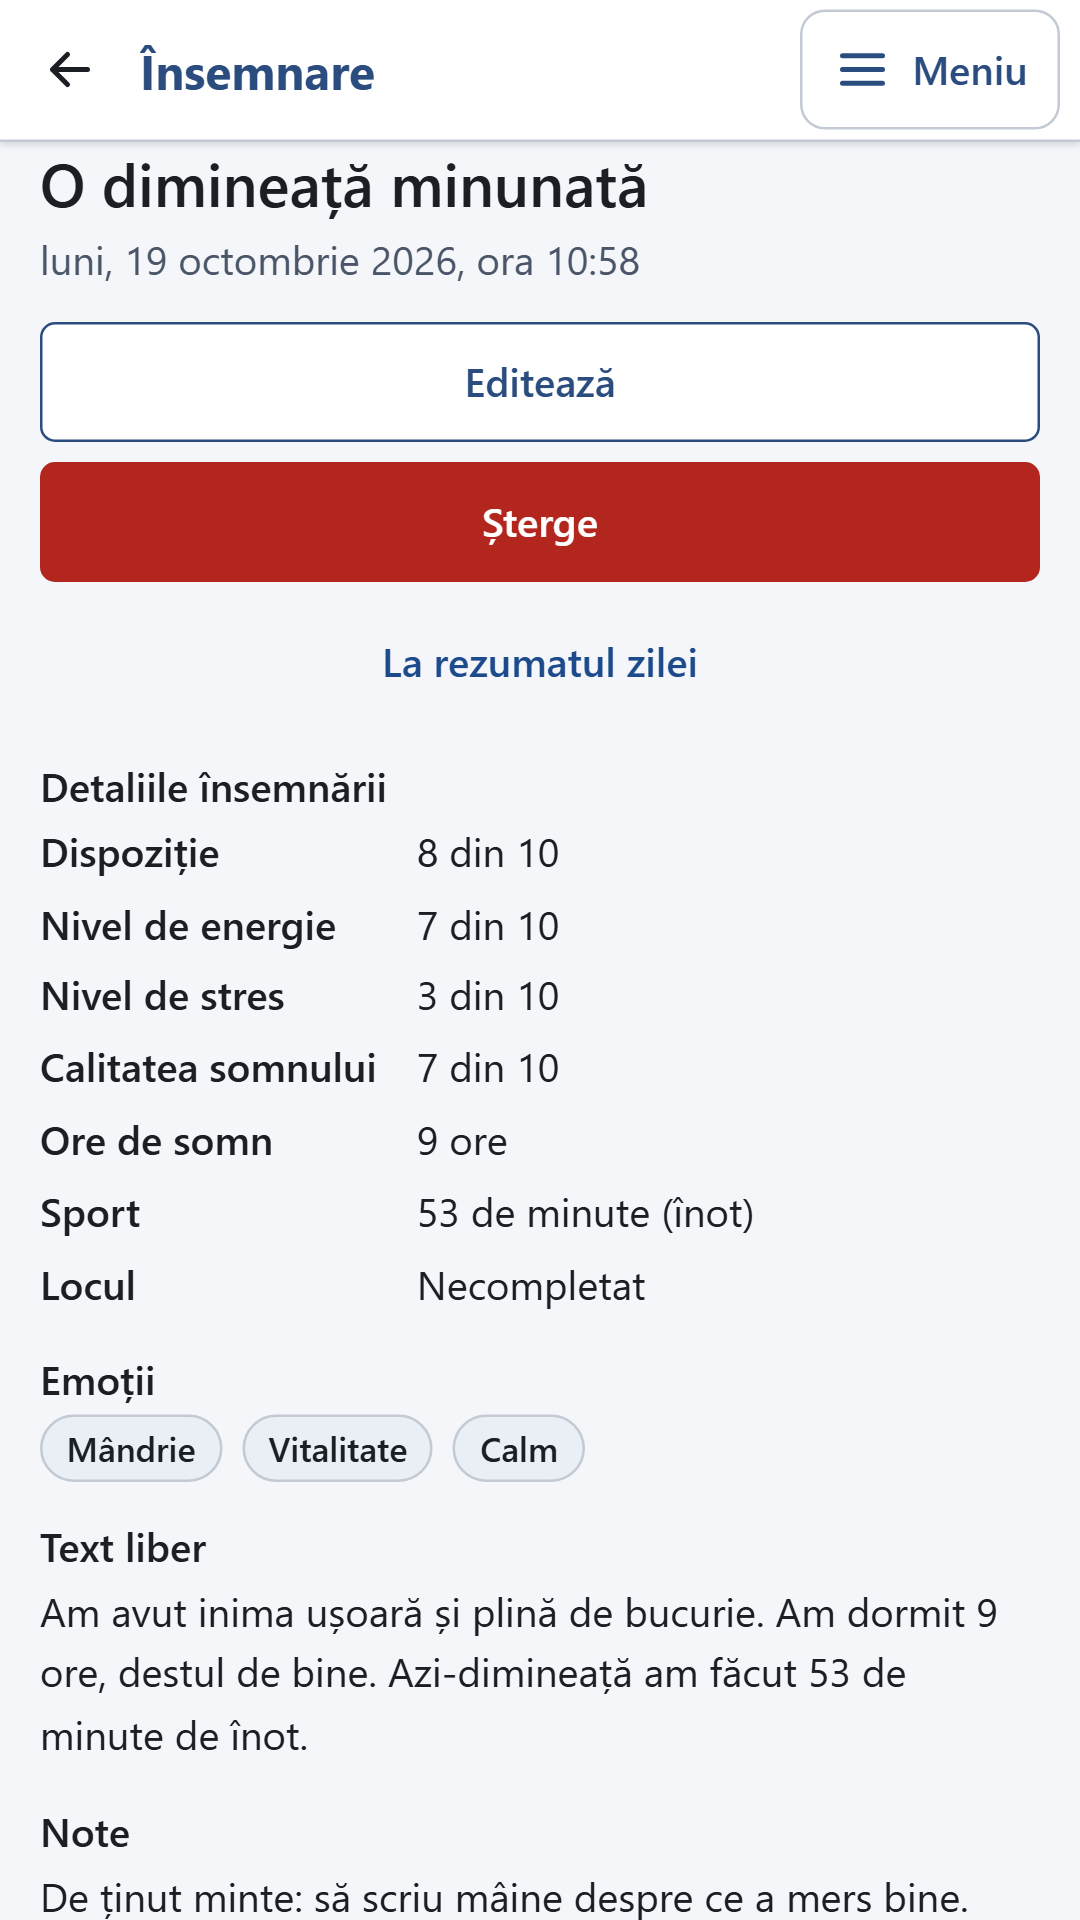 Însemnare
Meniu
O dimineață minunată
luni, 19 octombrie 2026, ora 10:58
Editează
Șterge
La rezumatul zilei
Detaliile însemnării
Dispoziție 8 din 10
Nivel de energie 7 din 10
Nivel de stres 3 din 10
Calitatea somnului 7 din 10
Ore de somn 9 ore
Sport 53 de minute (înot)
Locul Necompletat
Emoții
Mândrie Vitalitate Calm
Text liber
Am avut inima ușoară și plină de bucurie. Am dormit 9
ore, destul de bine. Azi-dimineață am făcut 53 de
minute de înot.
Note
De ținut minte: să scriu mâine despre ce a mers bine.